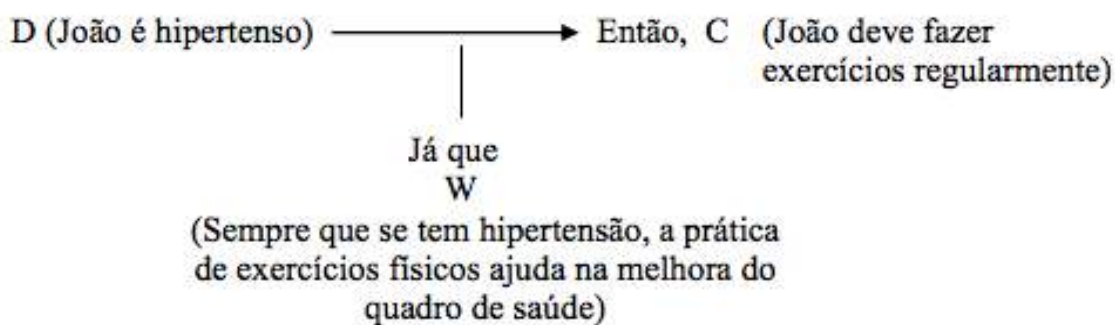 D (João é hipertenso) Então, C (João deve fazer
exercícios regularmente)
Já que
W
(Sempre que se tem hipertensão, a prática
de exercícios físicos ajuda na melhora do
quadro de saúde)